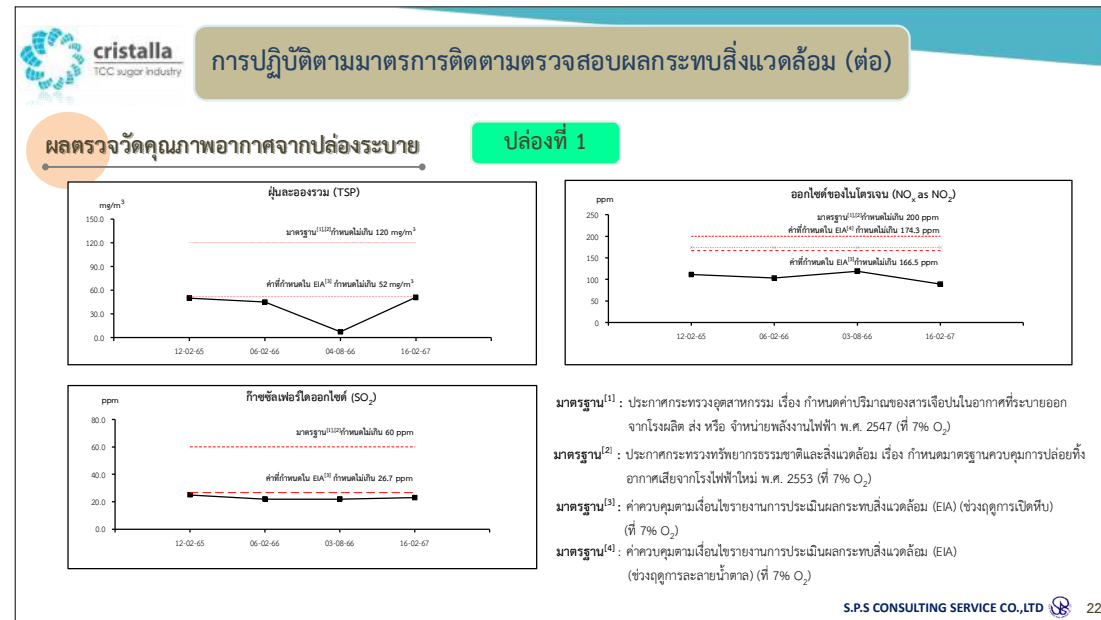 cristalla
TCC sugar industry
การปฏิบัติตามมาตรการติดตามตรวจสอบผลกระทบสิ่งแวดล้อม (ต่อ)
ผลตรวจวัดคุณภาพอากาศจากปล่องระบาย
ปล่องที่ 1
ฝุ่นละอองรวม (TSP)
mg/m³
150.0
120.0
90.0
60.0
30.0
0.0
มาตรฐาน[1],[2]กำหนดไม่เกิน 120 mg/m³
ค่าที่กำหนดใน EIA[3] กำหนดไม่เกิน 52 mg/m³
12-02-65 06-02-66 04-08-66 16-02-67
ออกไซด์ของไนโตรเจน (NOx as NO2)
ppm
250
200
150
100
50
0
มาตรฐาน[1],[2]กำหนดไม่เกิน 200 ppm
ค่าที่กำหนดใน EIA[4] กำหนดไม่เกิน 174.3 ppm
ค่าที่กำหนดใน EIA[3]กำหนดไม่เกิน 166.5 ppm
12-02-65 06-02-66 03-08-66 16-02-67
ก๊าซซัลเฟอร์ไดออกไซด์ (SO2)
ppm
80.0
60.0
40.0
20.0
0.0
มาตรฐาน[1],[2]กำหนดไม่เกิน 60 ppm
ค่าที่กำหนดใน EIA[3] กำหนดไม่เกิน 26.7 ppm
12-02-65 06-02-66 03-08-66 16-02-67
มาตรฐาน[1] : ประกาศกระทรวงอุตสาหกรรม เรื่อง กำหนดค่าปริมาณของสารเจือปนในอากาศที่ระบายออก
จากโรงผลิต ส่ง หรือ จำหน่ายพลังงานไฟฟ้า พ.ศ. 2547 (ที่ 7% O2)
มาตรฐาน[2] : ประกาศกระทรวงทรัพยากรธรรมชาติและสิ่งแวดล้อม เรื่อง กำหนดมาตรฐานควบคุมการปล่อยทิ้ง
อากาศเสียจากโรงไฟฟ้าใหม่ พ.ศ. 2553 (ที่ 7% O2)
มาตรฐาน[3] : ค่าควบคุมตามเงื่อนไขรายงานการประเมินผลกระทบสิ่งแวดล้อม (EIA) (ช่วงฤดูการเปิดหีบ)
(ที่ 7% O2)
มาตรฐาน[4] : ค่าควบคุมตามเงื่อนไขรายงานการประเมินผลกระทบสิ่งแวดล้อม (EIA)
(ช่วงฤดูการละลายน้ำตาล) (ที่ 7% O2)
S.P.S CONSULTING SERVICE CO.,LTD 22